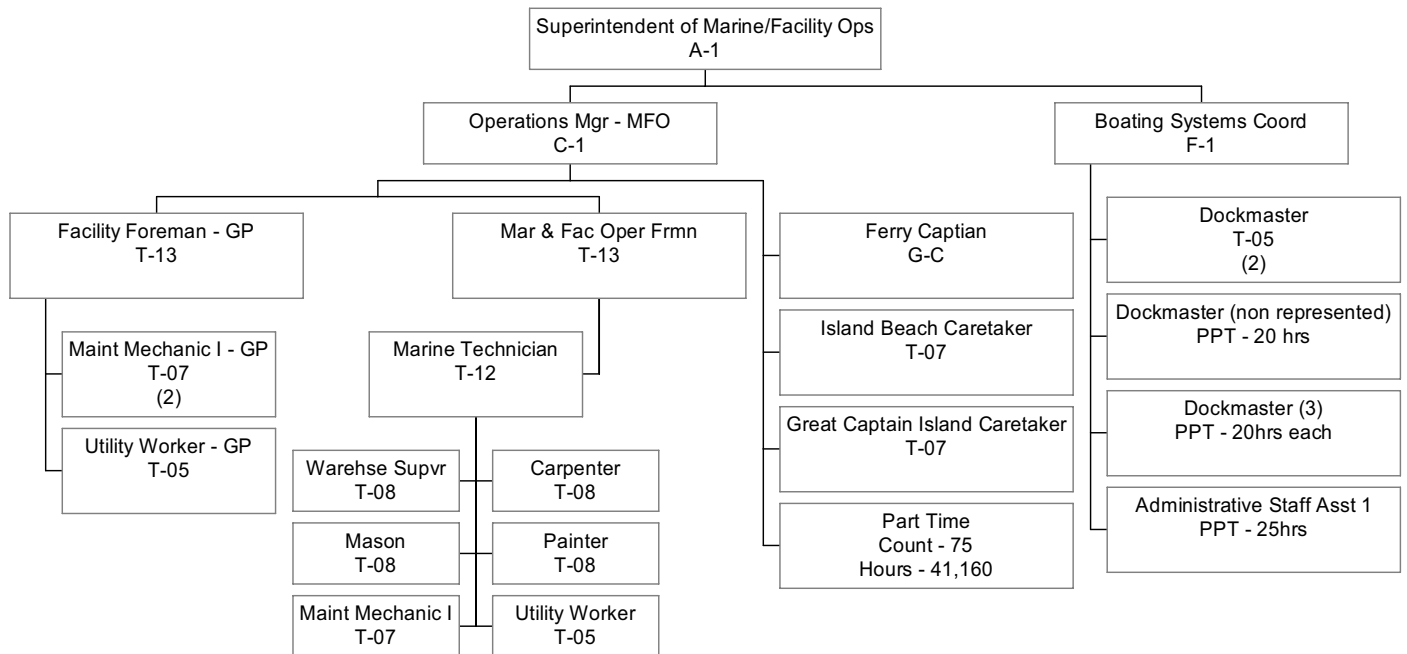 Superintendent of Marine/Facility Ops
A-1
Operations Mgr - MFO
C-1
Boating Systems Coord
F-1
Facility Foreman - GP
T-13
Mar & Fac Oper Frmn
T-13
Ferry Captian
G-C
Dockmaster
T-05
(2)
Maint Mechanic I - GP
T-07
(2)
Utility Worker - GP
T-05
Marine Technician
T-12
Warehse Supvr
T-08
Carpenter
T-08
Mason
T-08
Painter
T-08
Maint Mechanic I
T-07
Utility Worker
T-05
Island Beach Caretaker
T-07
Great Captain Island Caretaker
T-07
Part Time
Count - 75
Hours - 41,160
Dockmaster (non represented)
PPT - 20 hrs
Dockmaster (3)
PPT - 20hrs each
Administrative Staff Asst 1
PPT - 25hrs